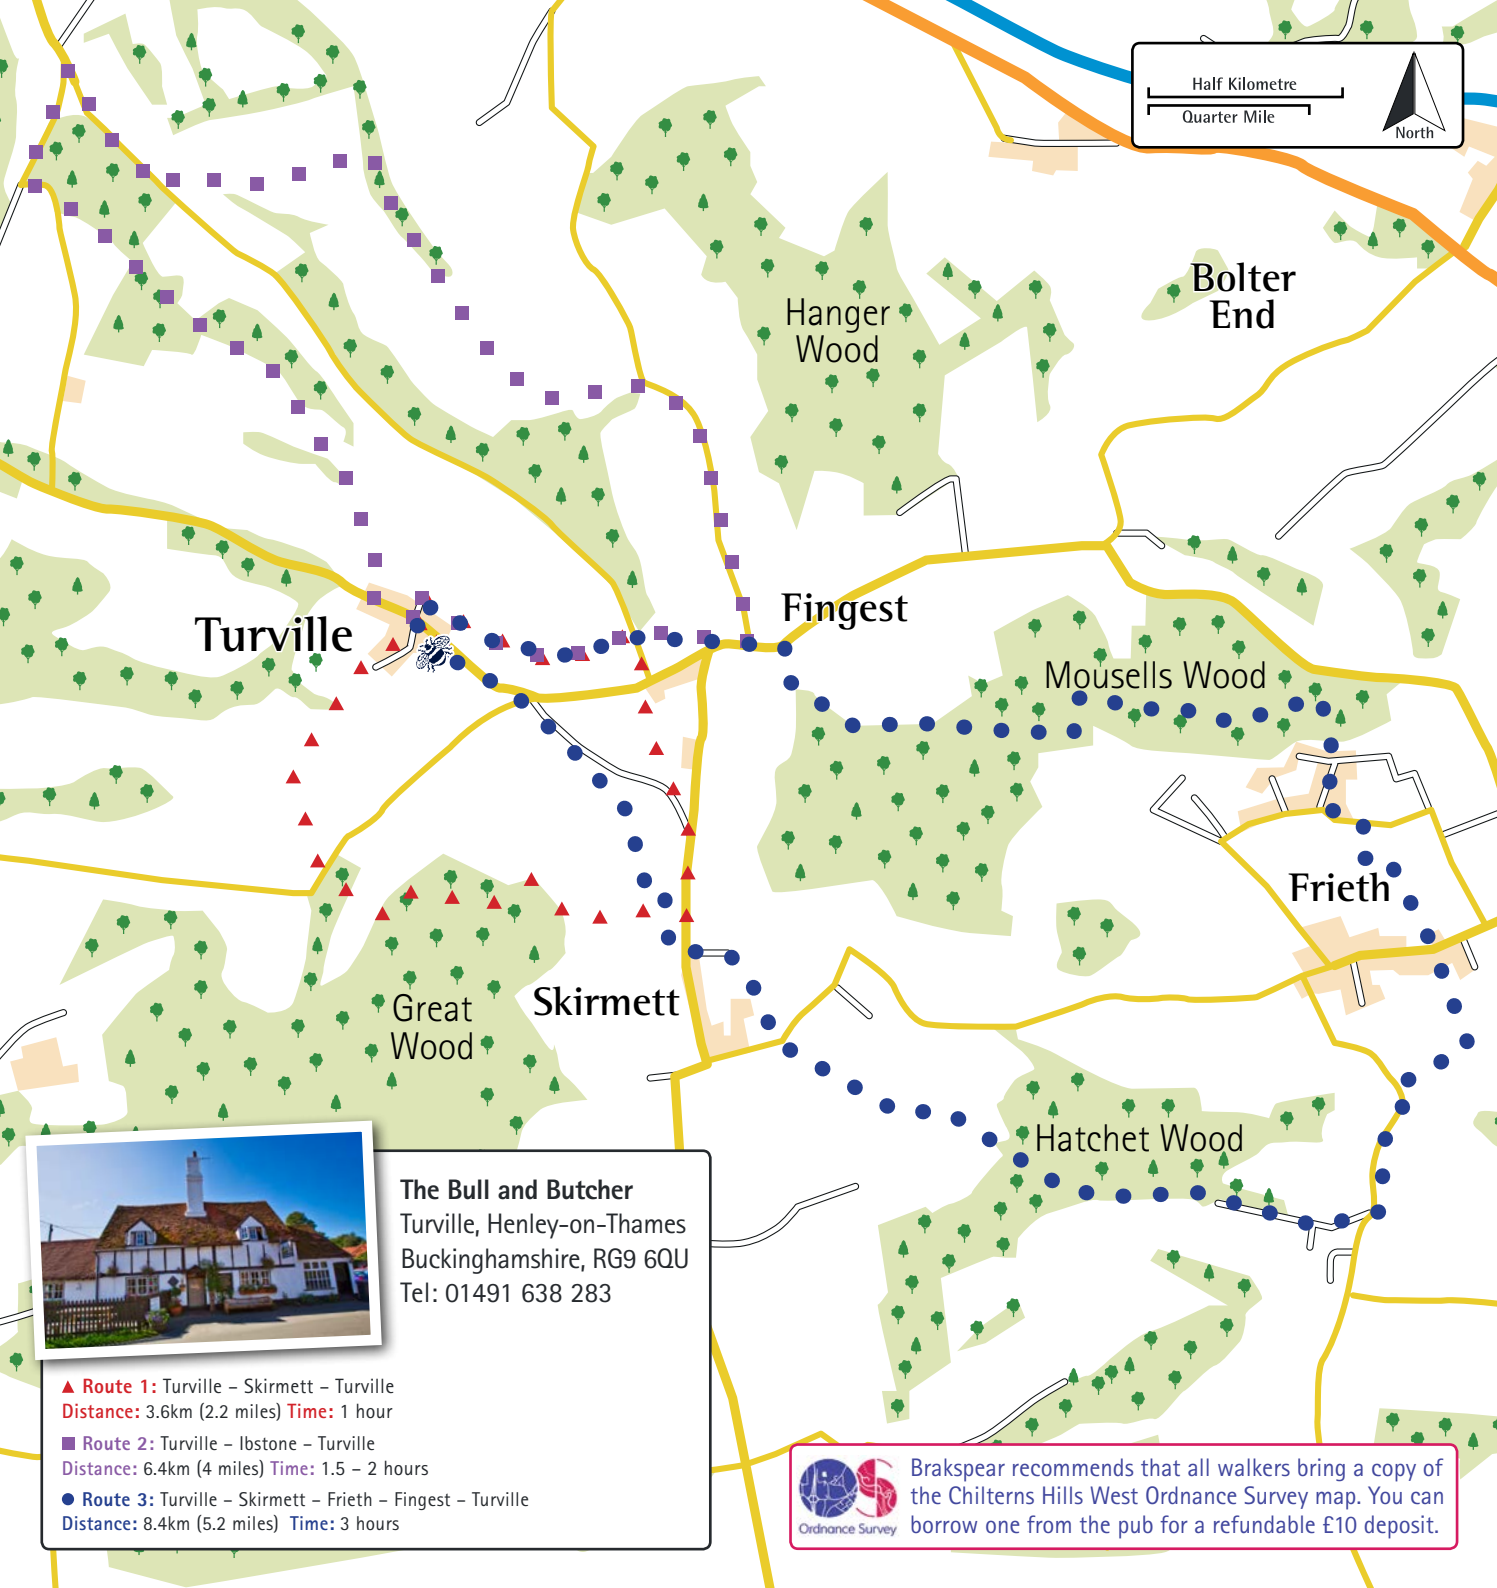 Half Kilometre
Quarter Mile
North
Bolter
End
Hanger
Wood
Fingest
Turville
Mousells Wood
Frieth
Skirmett
Great
Wood
Hatchet Wood
The Bull and Butcher
Turville, Henley-on-Thames
Buckinghamshire, RG9 6QU
Tel: 01491 638 283
Route 1: Turville – Skirmett – Turville
Distance: 3.6km (2.2 miles) Time: 1 hour
Route 2: Turville – Ibstone – Turville
Distance: 6.4km (4 miles) Time: 1.5 – 2 hours
Route 3: Turville – Skirmett – Frieth – Fingest – Turville
Distance: 8.4km (5.2 miles) Time: 3 hours
Ordnance Survey
Brakspear recommends that all walkers bring a copy of
the Chilterns Hills West Ordnance Survey map. You can
borrow one from the pub for a refundable £10 deposit.